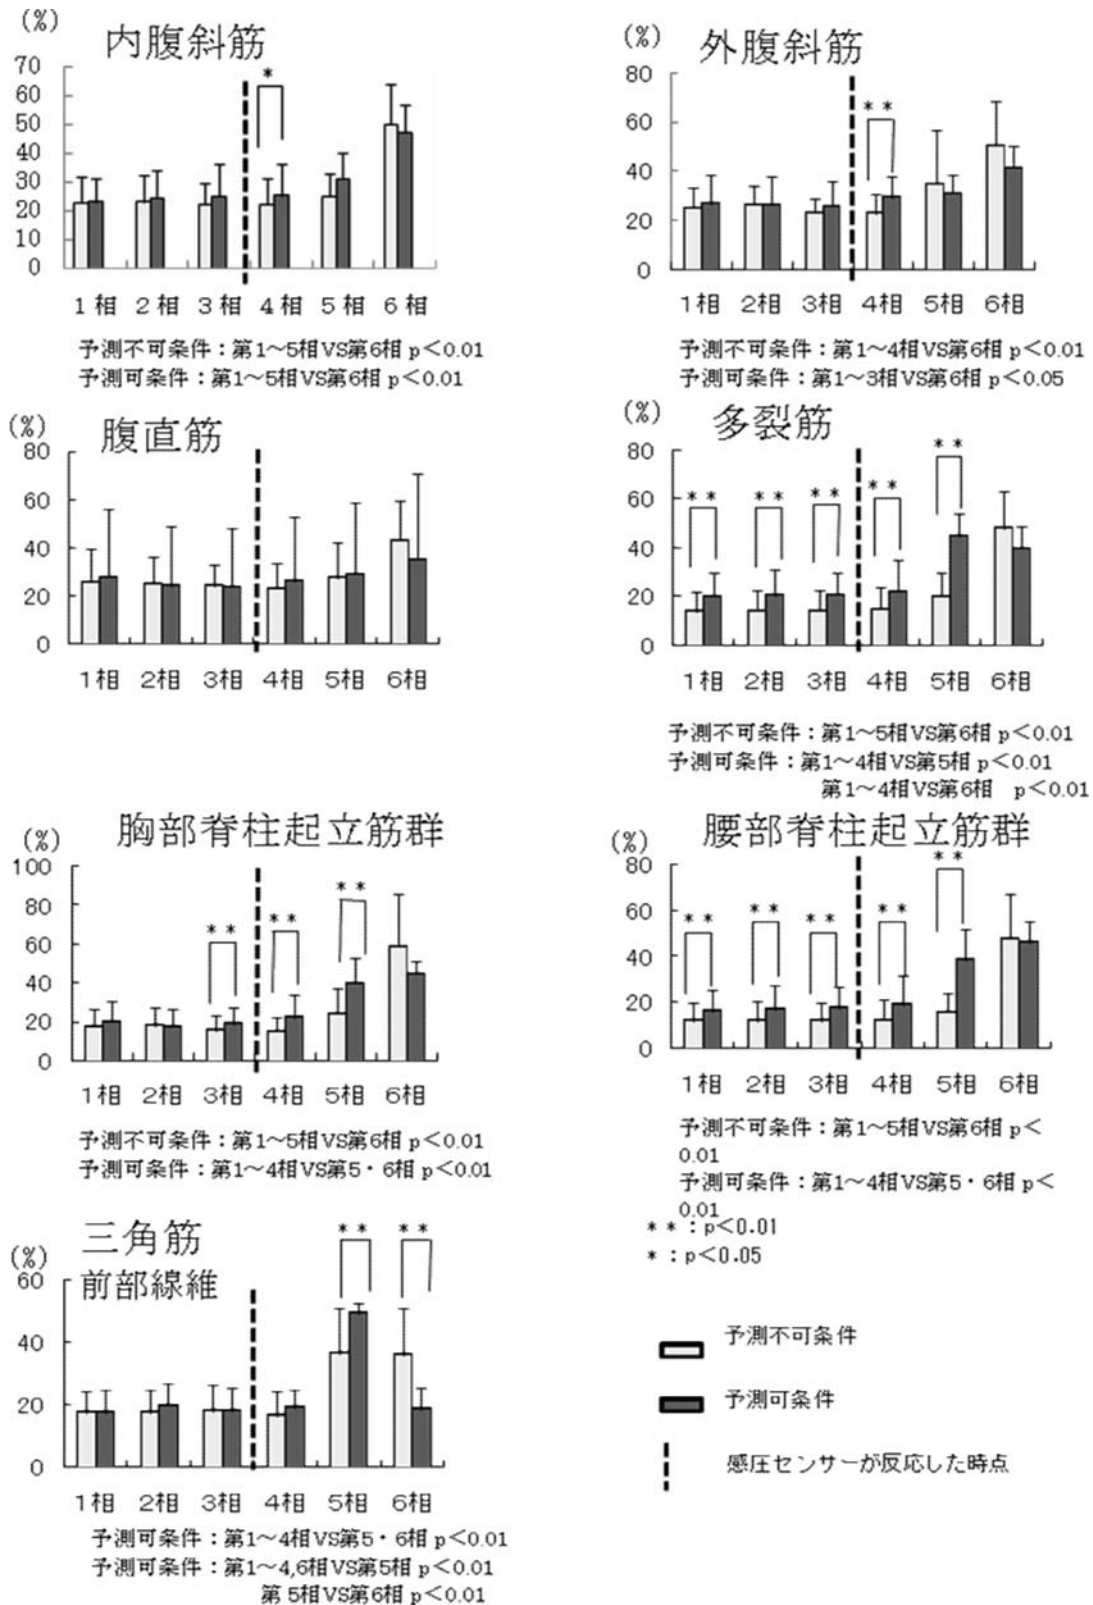 (%)
内腹斜筋
70
60
50
40
30
20
10
0
*
1相 2相 3相 4相 5相 6相
予測不可条件：第1～5相VS第6相 p＜0.01
予測可条件：第1～5相VS第6相 p＜0.01
(%)
外腹斜筋
80
60
40
20
0
* *
1相 2相 3相 4相 5相 6相
予測不可条件：第1～4相VS第6相 p＜0.01
予測可条件：第1～3相VS第6相 p＜0.05
(%)
腹直筋
80
60
40
20
0
1相 2相 3相 4相 5相 6相
(%)
多裂筋
80
60
40
20
0
* * * * * * * * * *
1相 2相 3相 4相 5相 6相
予測不可条件：第1～5相VS第6相 p＜0.01
予測可条件：第1～4相VS第5相 p＜0.01
第1～4相VS第6相 p＜0.01
(%)
胸部脊柱起立筋群
100
80
60
40
20
0
* * * * * *
1相 2相 3相 4相 5相 6相
予測不可条件：第1～5相VS第6相 p＜0.01
予測可条件：第1～4相VS第5・6相 p＜0.01
(%)
腰部脊柱起立筋群
80
60
40
20
0
* * * * * * * * * *
1相 2相 3相 4相 5相 6相
予測不可条件：第1～5相VS第6相 p＜
0.01
予測可条件：第1～4相VS第5・6相 p＜
0.01
* * ：p<0.01
* ：p<0.05
三角筋
前部線維
(%)
60
40
20
0
* * * *
1相 2相 3相 4相 5相 6相
予測可条件：第1～4相VS第5・6相 p＜0.01
予測可条件：第1～4,6相VS第5相 p＜0.01
第5相VS第6相 p＜0.01
予測不可条件
予測可条件
感圧センサーが反応した時点